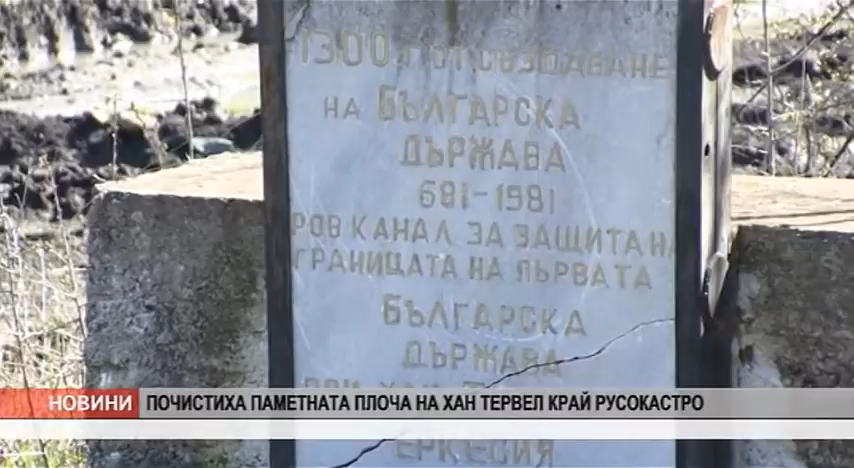 1300 Г ОТ СЪЗДАВАНЕ
НА БЪЛГАРСКА
ДЪРЖАВА
681-1981
РОВ КАНАЛ ЗА ЗАЩИТА НА
ГРАНИЦАТА НА ПЪРВАТА
БЪЛГАРСКА
ДЪРЖАВА
ЕРКЕСИЯ
НОВИНИ ПОЧИСТИХА ПАМЕТНАТА ПЛОЧА НА ХАН ТЕРВЕЛ КРАЙ РУСОКАСТРО